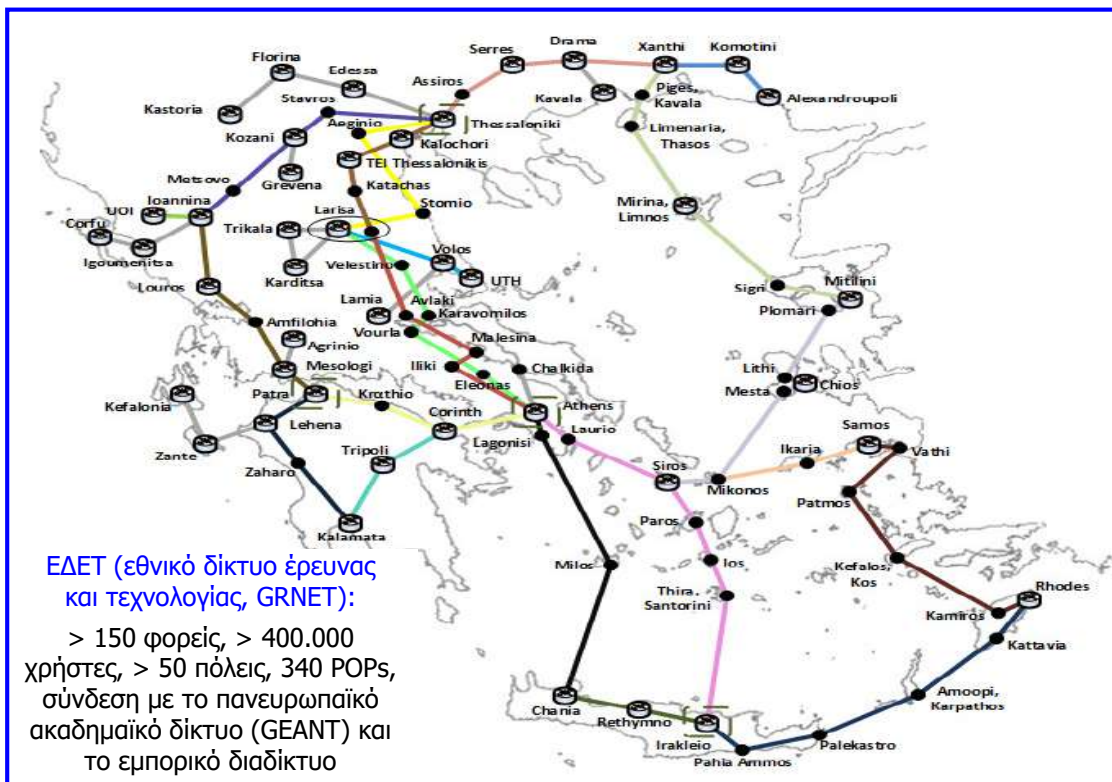 Drama
Xanthi
Komotini
Serres
Florina
Edessa
Assiros
Piges,
Kavala
Kastoria
Stavros
Kavala
Alexandroupoli
Aeginio
Thessaloniki
Limenaria,
Thasos
Kozani
Kalochori
TEI Thessalonikis
Metsovo
Grevena
Katachas
Ioannina
Mirina,
Limnos
UOI
Larisa
Stomio
Corfu
Trikala
Volos
Igoumenitsa
Velestino
UTH
Karditsa
Sigri
Mitilini
Louros
Lamia
Avlaki
Karavomilos
Plomari
Amfilohia
Vourla
Malesina
Agrinio
Iliki
Chalkida
Lithi
Mesologi
Eleonas
Chios
Patra
Krathio
Mesta
Kefalonia
Corinth
Athens
Lehena
Samos
Laurio
Lagonisi
Zante
Tripoli
Ikaria
Vathi
Zaharo
Siros
Mikonos
Patmos
Paros
Kalamata
Milos
Ios
Kefalos,
Kos
Rhodes
Thira,
Santorini
Kamiros
Kattavia
Amoopi,
Karpathos
Chania
Rethymno
Irakleio
Palekastro
Pahia Ammos
ΕΔΕΤ (εθνικό δίκτυο έρευνας
και τεχνολογίας, GRNET):
> 150 φορείς, > 400.000
χρήστες, > 50 πόλεις, 340 POPs,
σύνδεση με το πανευρωπαϊκό
ακαδημαϊκό δίκτυο (GEANT) και
το εμπορικό διαδίκτυο